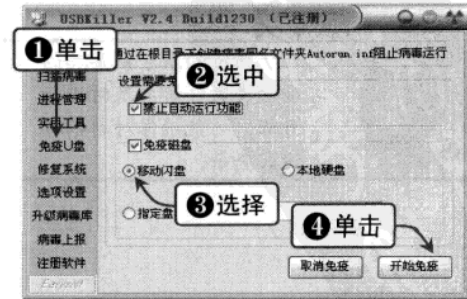 USBKiller V2.4 Build1230 （已注册）
❶单击
通过在根目录下创建病毒同名文件夹Autorun.inf阻止病毒运行
扫描病毒
设置需要免
❷选中
进程管理
禁止自动运行功能
实用工具
免疫U盘
免疫磁盘
修复系统
移动闪盘
本地硬盘
选项设置
❸选择
升级病毒库
指定盘
❹单击
病毒上报
注册软件
取消免疫
开始免疫